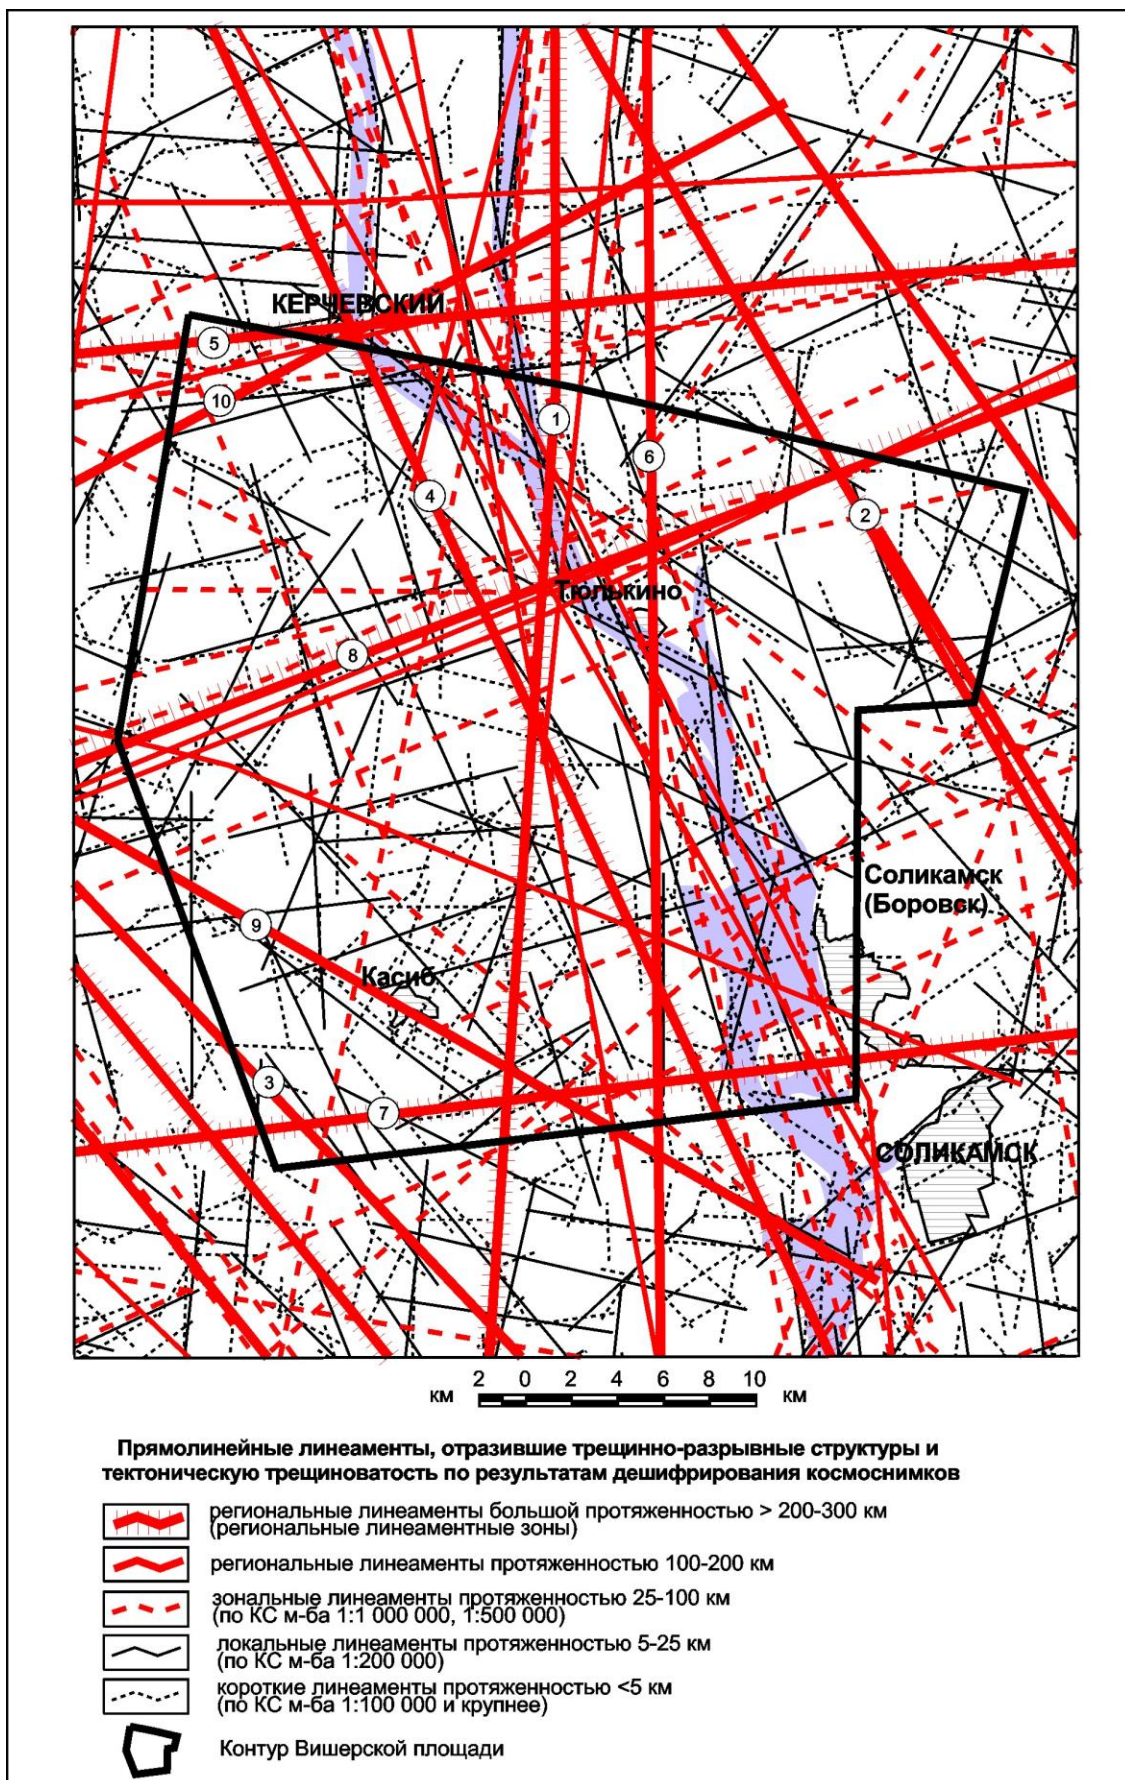 КЕРЧЕВСКИЙ
5
10
1
6
4
2
Тюлькино
8
Соликамск
(Боровск)
9
Касиб
3
7
СОЛИКАМСК
км 2 0 2 4 6 8 10 км
Прямолинейные линеаменты, отразившие трещинно-разрывные структуры и
тектоническую трещиноватость по результатам дешифрирования космоснимков
региональные линеаменты большой протяженностью > 200-300 км
(региональные линеаментные зоны)
региональные линеаменты протяженностью 100-200 км
зональные линеаменты протяженностью 25-100 км
(по КС м-ба 1:1 000 000, 1:500 000)
локальные линеаменты протяженностью 5-25 км
(по КС м-ба 1:200 000)
короткие линеаменты протяженностью <5 км
(по КС м-ба 1:100 000 и крупнее)
Контур Вишерской площади